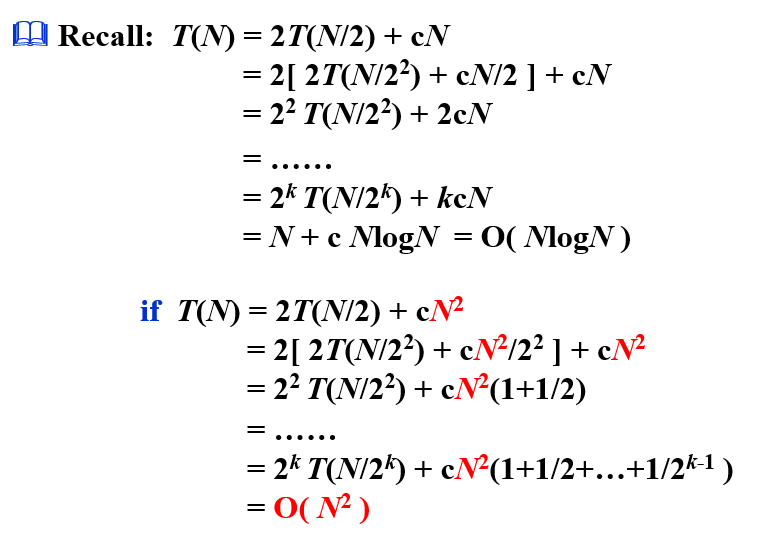 Recall: T(N) = 2T(N/2) + cN
= 2[ 2T(N/2²) + cN/2 ] + cN
= 2² T(N/2²) + 2cN
= ……
= 2ᵏ T(N/2ᵏ) + kcN
= N + c NlogN = O( NlogN )
if T(N) = 2T(N/2) + cN²
= 2[ 2T(N/2²) + cN²/2² ] + cN²
= 2² T(N/2²) + cN²(1+1/2)
= ……
= 2ᵏ T(N/2ᵏ) + cN²(1+1/2+…+1/2ᵏ⁻¹ )
= O( N² )